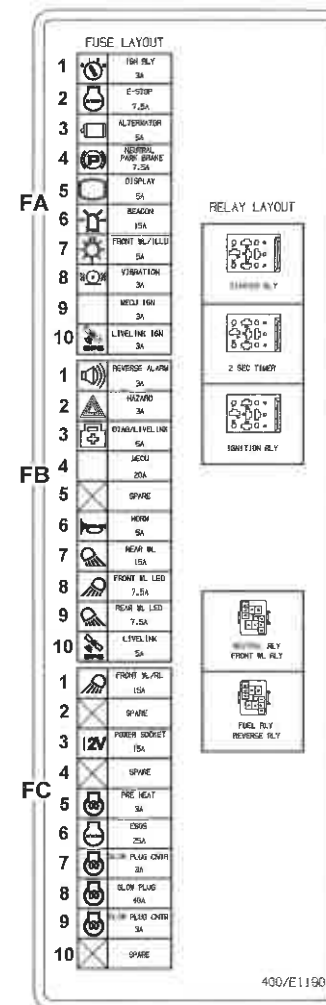 FUSE LAYOUT
FA
1 IGN RLY
3A
2 E-STOP
7.5A
3 ALTERNATOR
5A
4 NEUTRAL
PARK BRAKE
7.5A
5 DISPLAY
5A
6 BEACON
15A
7 FRONT WL/ILLU
5A
8 VIBRATION
3A
9 MECU IGN
3A
10 LIVELINK IGN
3A
FB
1 REVERSE ALARM
3A
2 HAZARD
3A
3 DIAG/LIVELINK
5A
4 MECU
20A
5 SPARE
6 HORN
5A
7 REAR WL
15A
8 FRONT WL LED
7.5A
9 REAR WL LED
7.5A
10 LIVELINK
5A
FC
1 FRONT WL/RL
15A
2 SPARE
3 12V POWER SOCKET
15A
4 SPARE
5 PRE HEAT
3A
6 ESOS
25A
7 PLUG CNTR
3A
8 GLOW PLUG
40A
9 PLUG CNTR
3A
10 SPARE
RELAY LAYOUT
RLY
2 SEC TIMER
IGNITION RLY
RLY
FRONT WL RLY
FUEL RLY
REVERSE RLY
400/E1190